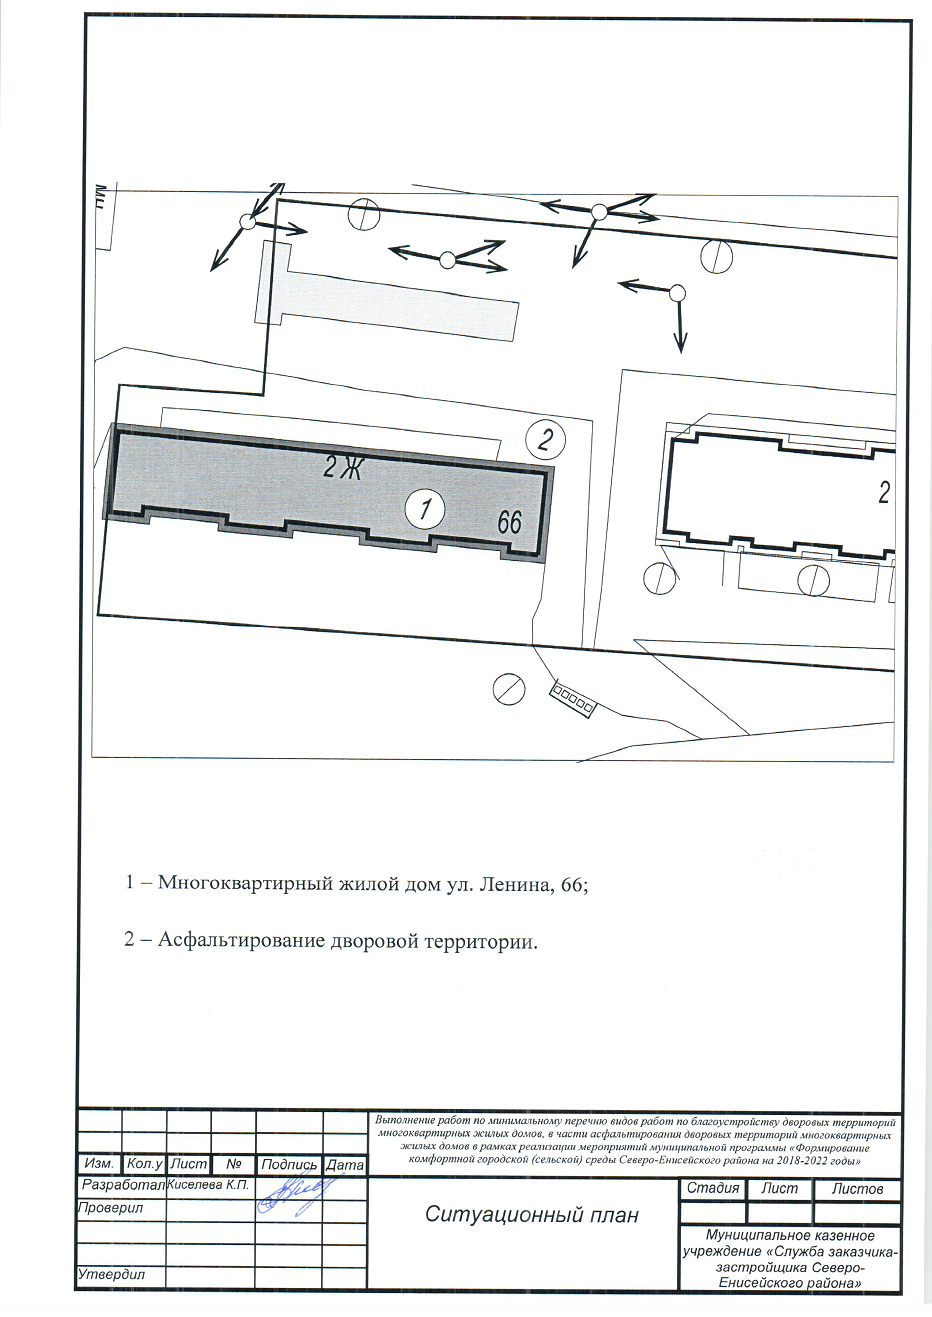 2 Ж
1
66
2
2
1 – Многоквартирный жилой дом ул. Ленина, 66;
2 – Асфальтирование дворовой территории.
Выполнение работ по минимальному перечню видов работ по благоустройству дворовых территорий
многоквартирных жилых домов, в части асфальтирования дворовых территорий многоквартирных
жилых домов в рамках реализации мероприятий муниципальной программы «Формирование
комфортной городской (сельской) среды Северо-Енисейского района на 2018-2022 годы»
Изм. Кол.у Лист № Подпись Дата
Разработал Киселева К.П.
Проверил
Утвердил
Ситуационный план
Стадия Лист Листов
Муниципальное казенное
учреждение «Служба заказчика-
застройщика Северо-
Енисейского района»